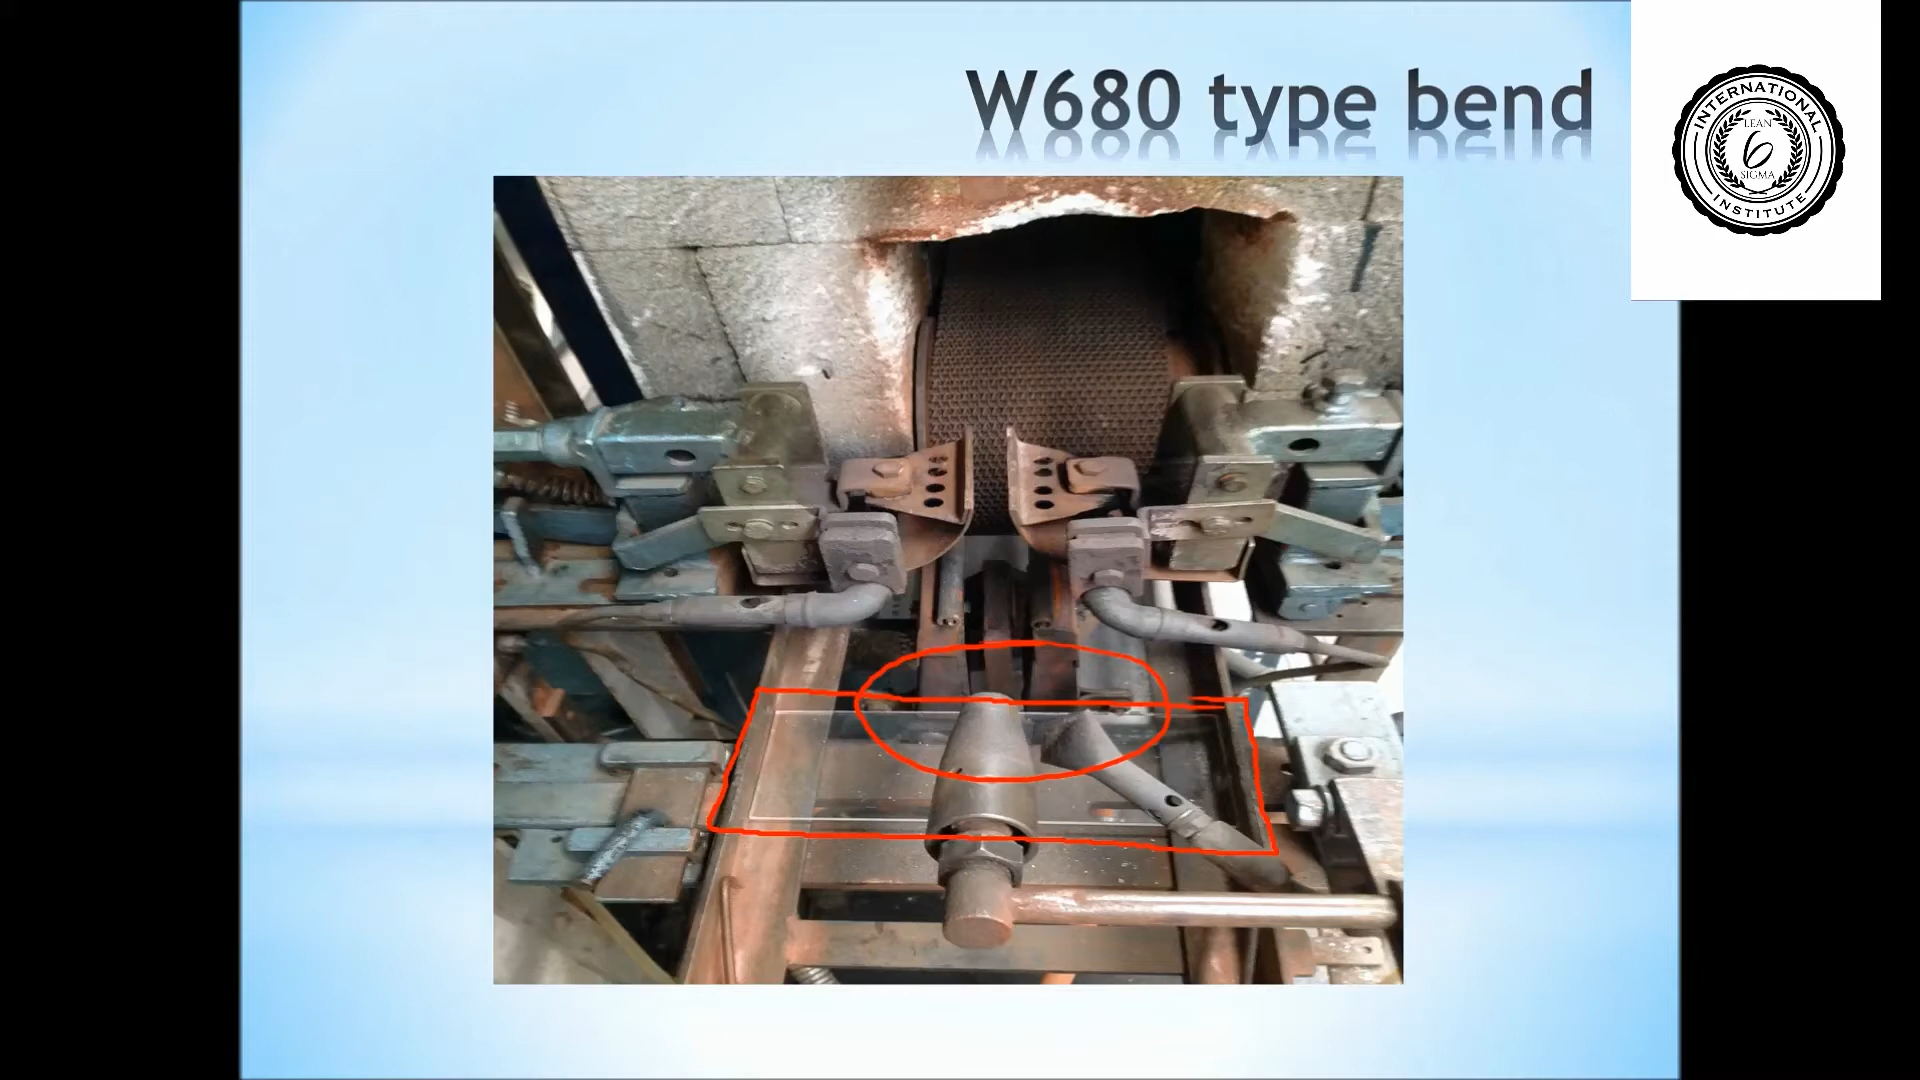 W680 type bend
INTERNATIONAL
LEAN
6
SIGMA
INSTITUTE